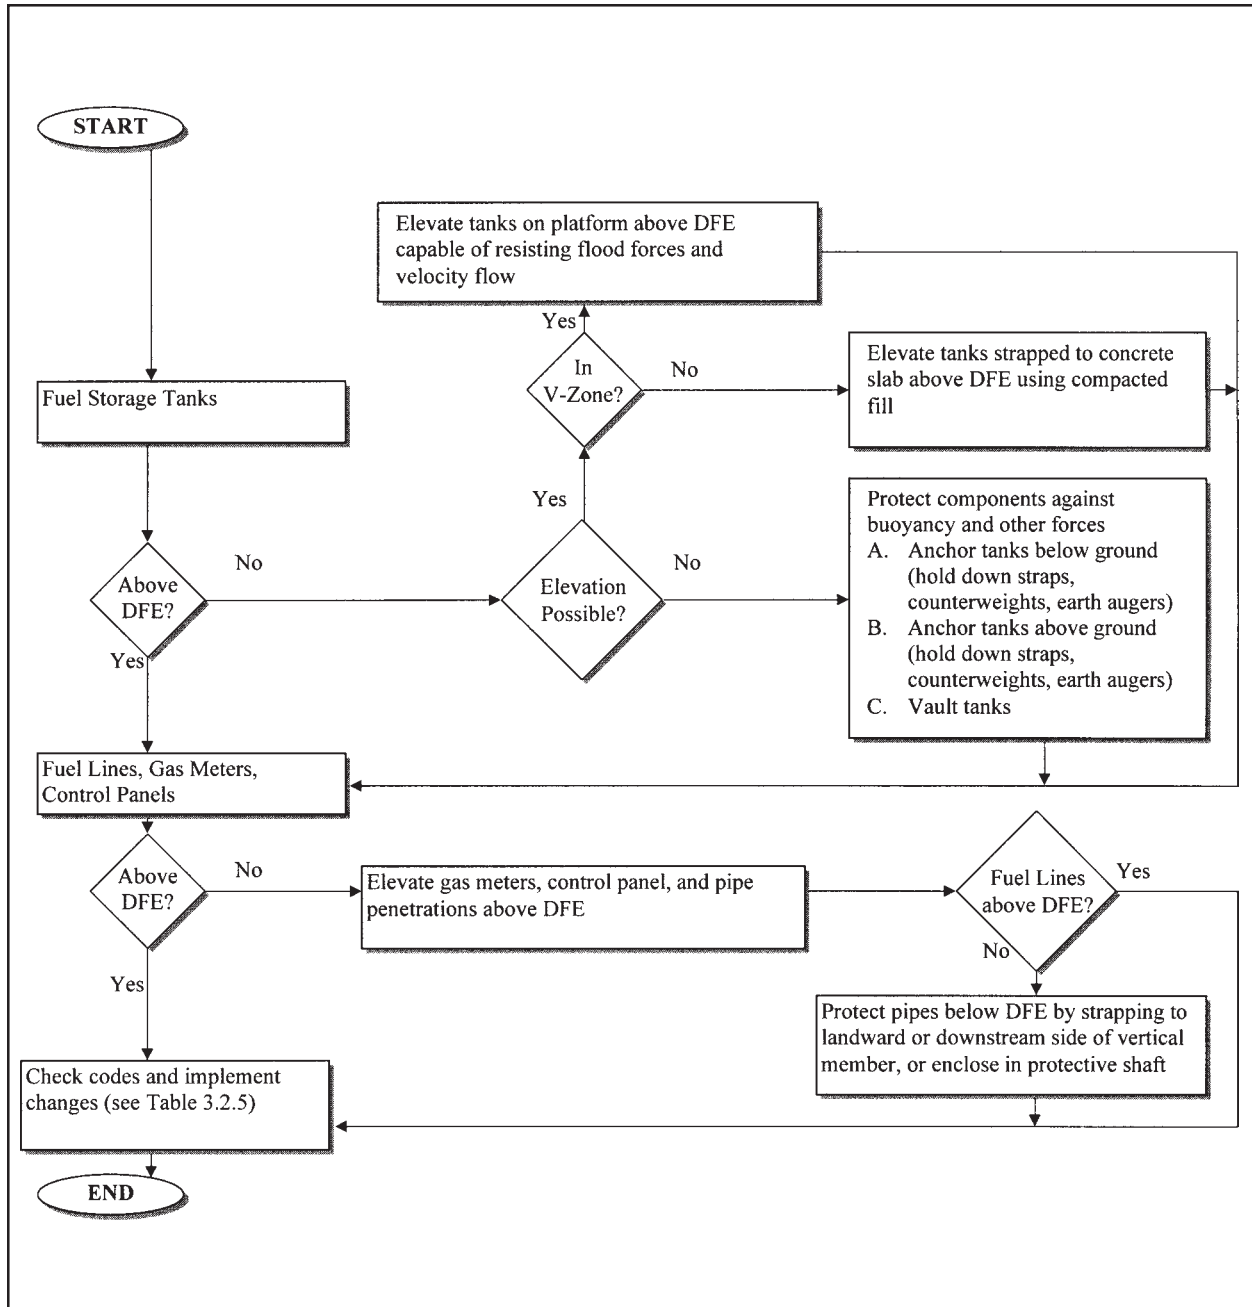 START
Elevate tanks on platform above DFE
capable of resisting flood forces and
velocity flow
Yes
In
V-Zone?
No
Elevate tanks strapped to concrete
slab above DFE using compacted
fill
Fuel Storage Tanks
Yes
Protect components against
buoyancy and other forces
A. Anchor tanks below ground
(hold down straps,
counterweights, earth augers)
B. Anchor tanks above ground
(hold down straps,
counterweights, earth augers)
C. Vault tanks
Above
DFE?
No
Elevation
Possible?
No
Yes
Fuel Lines, Gas Meters,
Control Panels
Above
DFE?
No
Elevate gas meters, control panel, and pipe
penetrations above DFE
Fuel Lines
above DFE?
Yes
No
Yes
Protect pipes below DFE by strapping to
landward or downstream side of vertical
member, or enclose in protective shaft
Check codes and implement
changes (see Table 3.2.5)
END